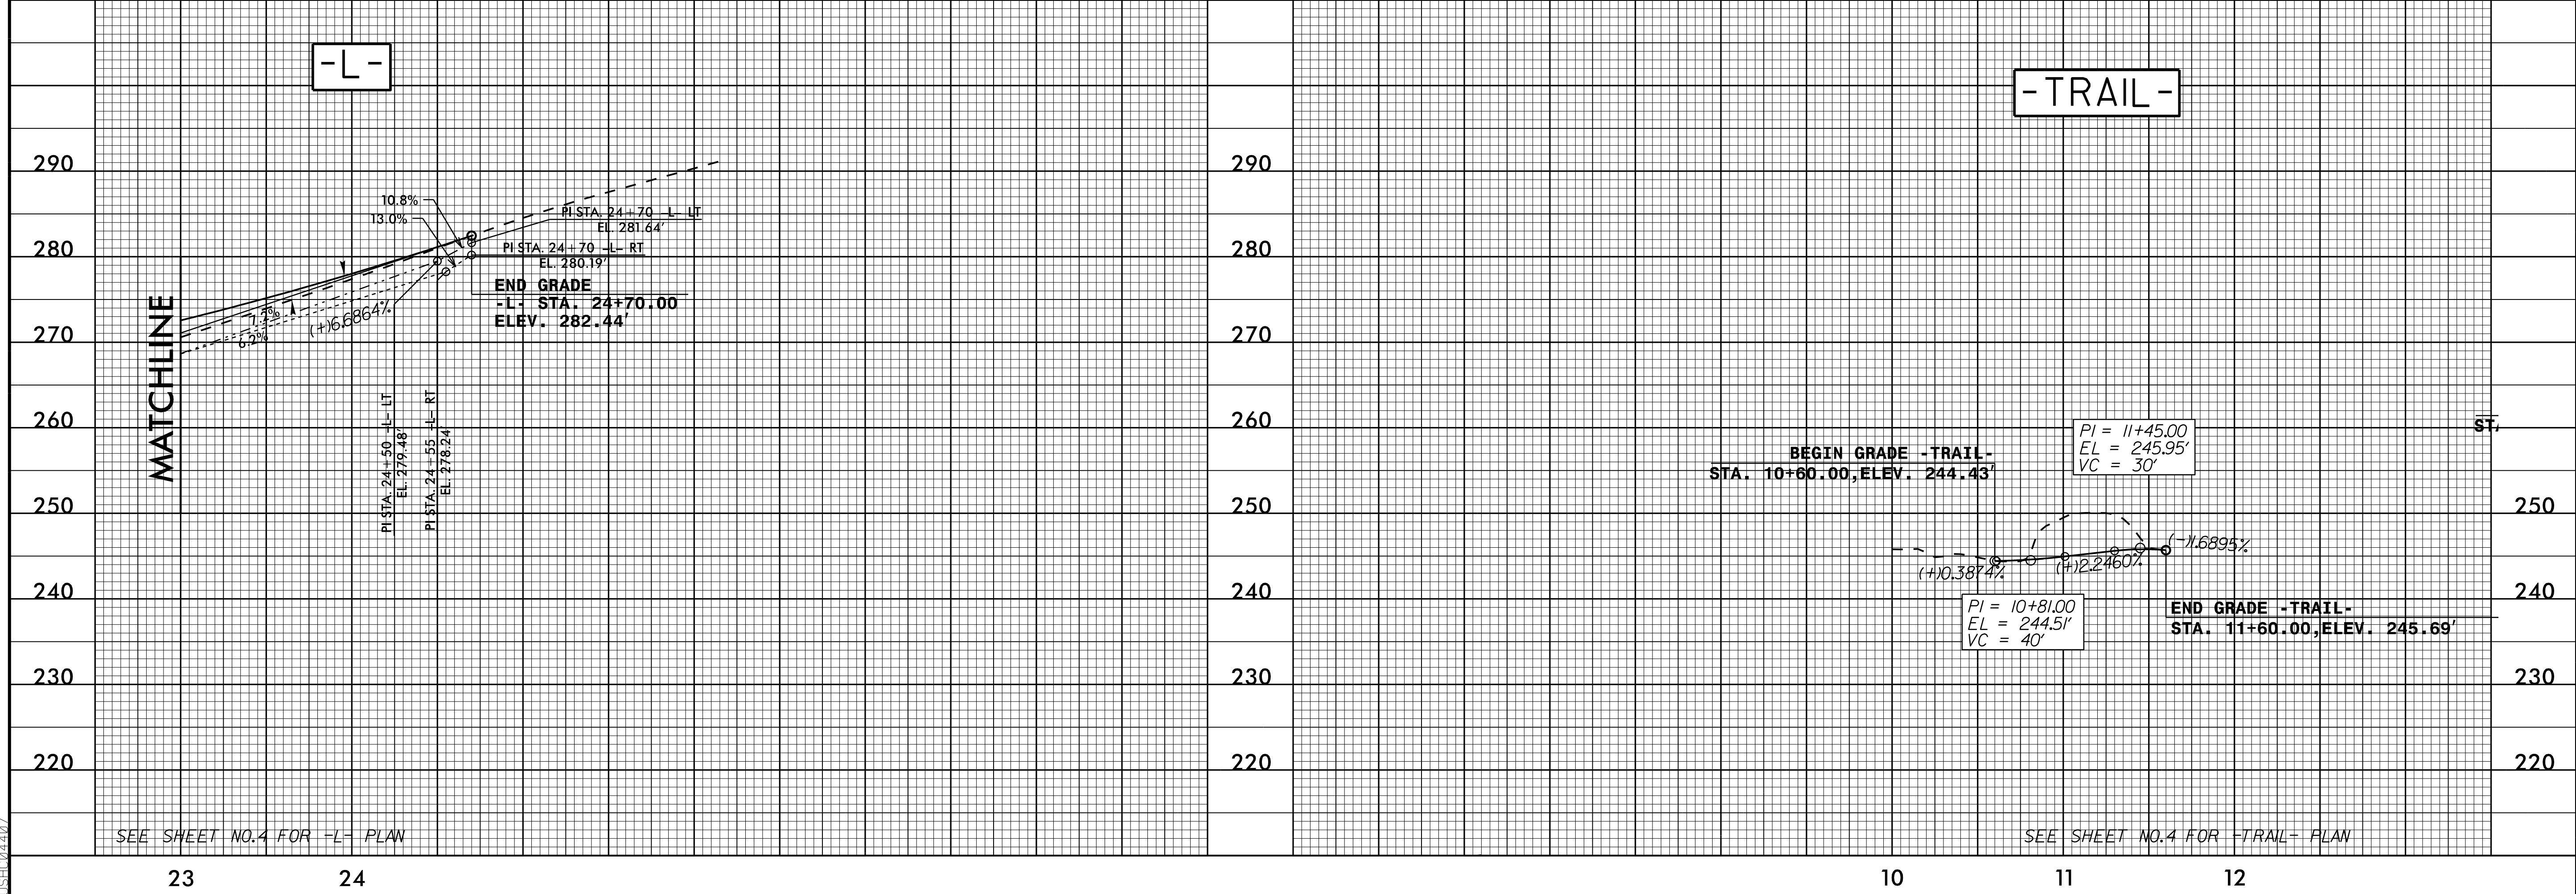 -L-
-TRAIL-
290
280
270
260
250
240
230
220
MATCHLINE
10.8%
13.0%
7.2%
6.2%
(+)6.6864%
PI STA. 24+70 -L- LT
EL. 281.64'
PI STA. 24+70 -L- RT
EL. 280.19'
END GRADE
-L- STA. 24+70.00
ELEV. 282.44'
PI STA. 24+50 -L- LT
EL. 279.48'
PI STA. 24+55 -L- RT
EL. 278.24'
SEE SHEET NO.4 FOR -L- PLAN
23
24
290
280
270
260
250
240
230
220
BEGIN GRADE -TRAIL-
STA. 10+60.00,ELEV. 244.43'
PI = 11+45.00
EL = 245.95'
VC = 30'
(+)0.3874%
(+)2.2460%
(-)1.6895%
PI = 10+81.00
EL = 244.51'
VC = 40'
END GRADE -TRAIL-
STA. 11+60.00,ELEV. 245.69'
SEE SHEET NO.4 FOR -TRAIL- PLAN
10
11
12
250
240
230
220